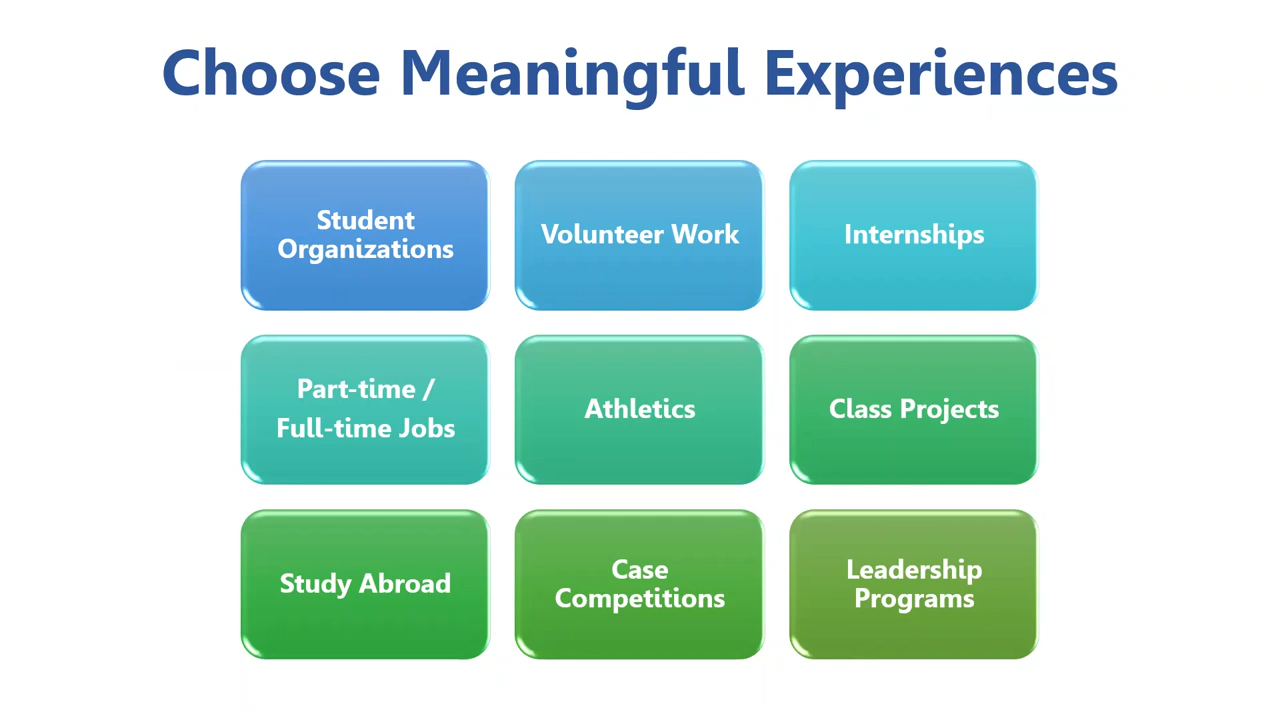 Choose Meaningful Experiences
Student
Organizations
Volunteer Work
Internships
Part-time /
Full-time Jobs
Athletics
Class Projects
Study Abroad
Case
Competitions
Leadership
Programs